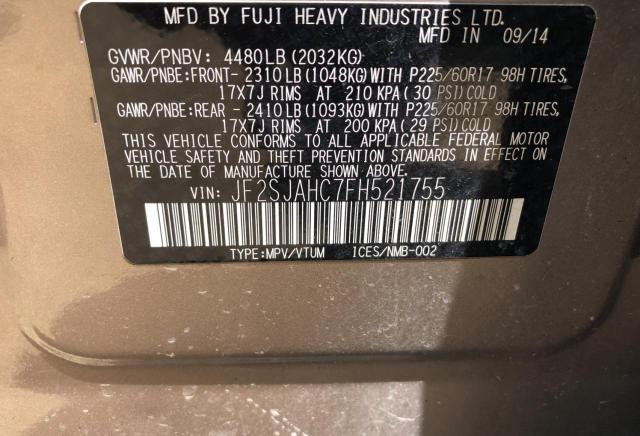 MFD BY FUJI HEAVY INDUSTRIES LTD.
MFD IN 09/14
GVWR/PNBV: 4480LB(2032KG)
GAWR/PNBE:FRONT- 2310LB(1048KG)WITH P225/60R17 98H TIRES,
17X7J RIMS AT 210 KPA( 30 PSI)COLD
GAWR/PNBE:REAR - 2410LB(1093KG)WITH P225/60R17 98H TIRES,
17X7J RIMS AT 200 KPA( 29 PSI)COLD
THIS VEHICLE CONFORMS TO ALL APPLICABLE FEDERAL MOTOR
VEHICLE SAFETY AND THEFT PREVENTION STANDARDS IN EFFECT ON
THE DATE OF MANUFACTURE SHOWN ABOVE.
VIN: JF2SJAHC7FH521755
TYPE:MPV/VTUM ICES/NMB-002